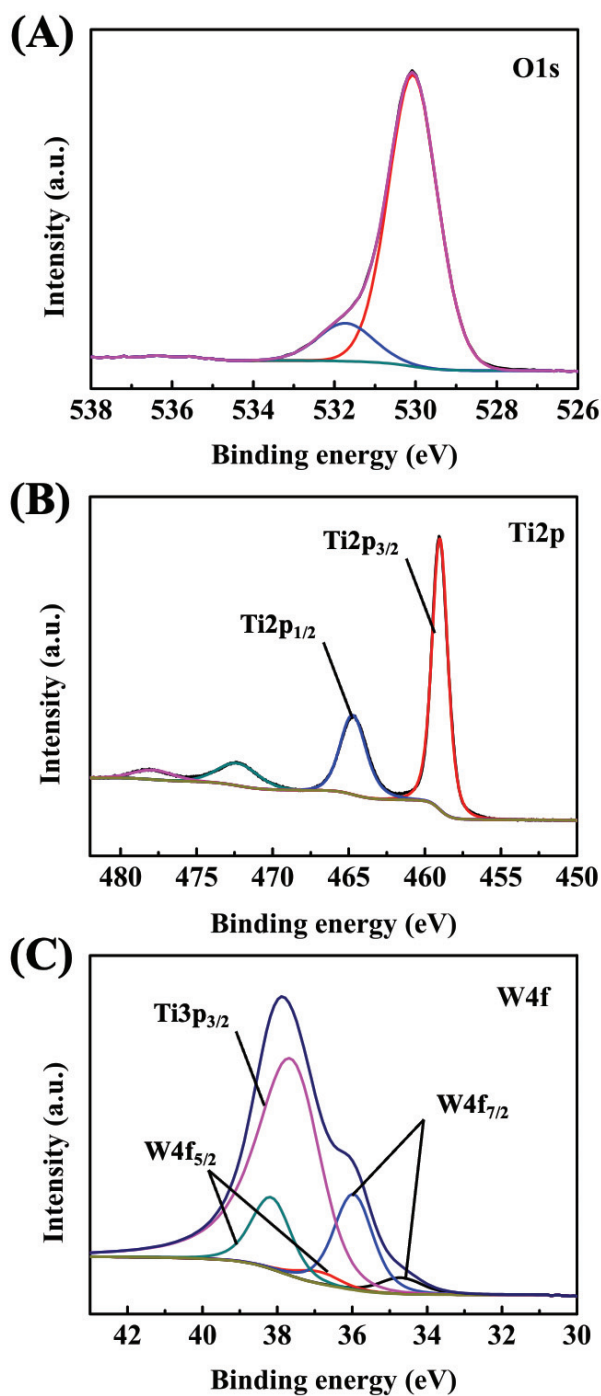 (A)
O1s
Intensity (a.u.)
538 536 534 532 530 528 526
Binding energy (eV)
(B)
Ti2p
Ti2p3/2
Ti2p1/2
Intensity (a.u.)
480 475 470 465 460 455 450
Binding energy (eV)
(C)
W4f
Ti3p3/2
W4f7/2
W4f5/2
Intensity (a.u.)
42 40 38 36 34 32 30
Binding energy (eV)